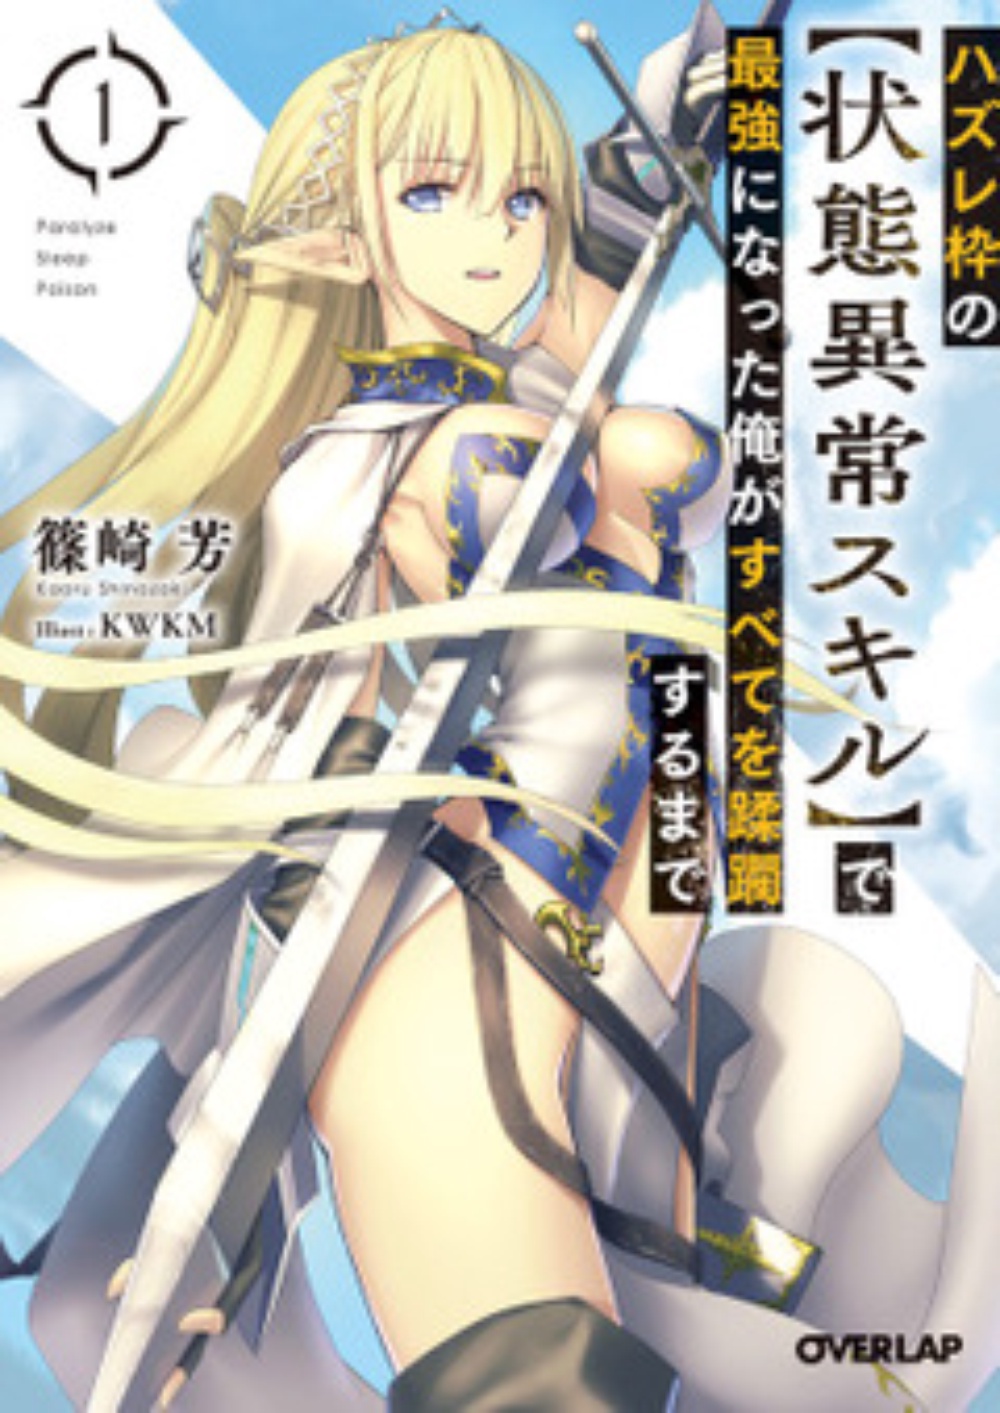 ハズレ枠の
【状態異常スキル】で
最強になった俺がすべてを蹂躙
するまで
1
Paralyze
Sleep
Poison
篠崎 芳
Kaoru Shinozaki
Illust : KWKM
OVERLAP